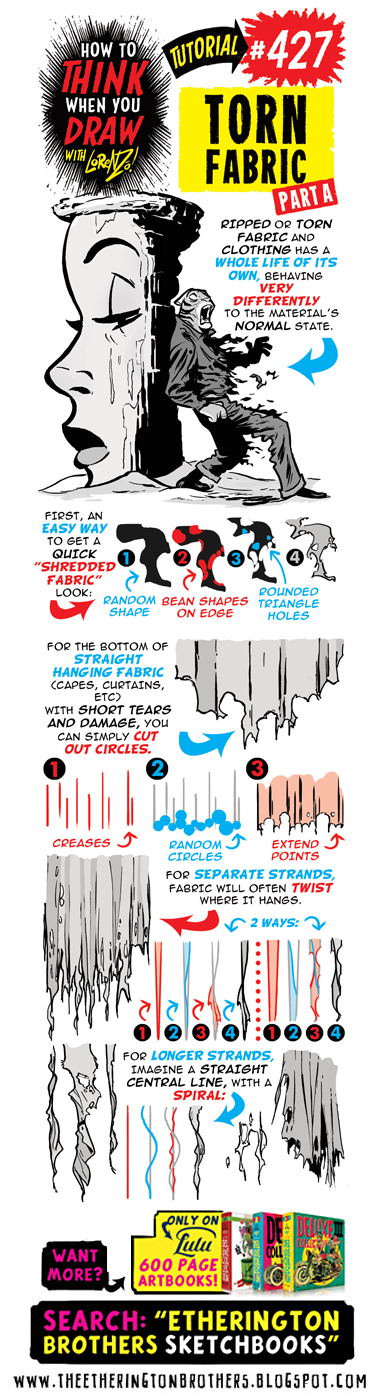 HOW TO
THINK
WHEN YOU
DRAW
WITH LORENZO!
TUTORIAL
#427
TORN
FABRIC
PART A
RIPPED OR TORN
FABRIC AND
CLOTHING HAS A
WHOLE LIFE OF ITS
OWN, BEHAVING
VERY
DIFFERENTLY
TO THE MATERIAL'S
NORMAL STATE.
FIRST, AN
EASY WAY
TO GET A
QUICK
"SHREDDED
FABRIC"
LOOK:
1 2 3 4
RANDOM
SHAPE
BEAN SHAPES
ON EDGE
ROUNDED
TRIANGLE
HOLES
FOR THE BOTTOM OF
STRAIGHT
HANGING FABRIC
(CAPES, CURTAINS,
ETC)
WITH SHORT TEARS
AND DAMAGE, YOU
CAN SIMPLY CUT
OUT CIRCLES.
1 2 3
CREASES
RANDOM
CIRCLES
EXTEND
POINTS
FOR SEPARATE STRANDS,
FABRIC WILL OFTEN TWIST
WHERE IT HANGS.
2 WAYS:
1 2 3 4 1 2 3 4
FOR LONGER STRANDS,
IMAGINE A STRAIGHT
CENTRAL LINE, WITH A
SPIRAL:
WANT
MORE?
ONLY ON
Lulu
600 PAGE
ARTBOOKS!
DELUXE III
SEARCH: "ETHERINGTON
BROTHERS SKETCHBOOKS"
WWW.THEETHERINGTONBROTHERS.BLOGSPOT.COM